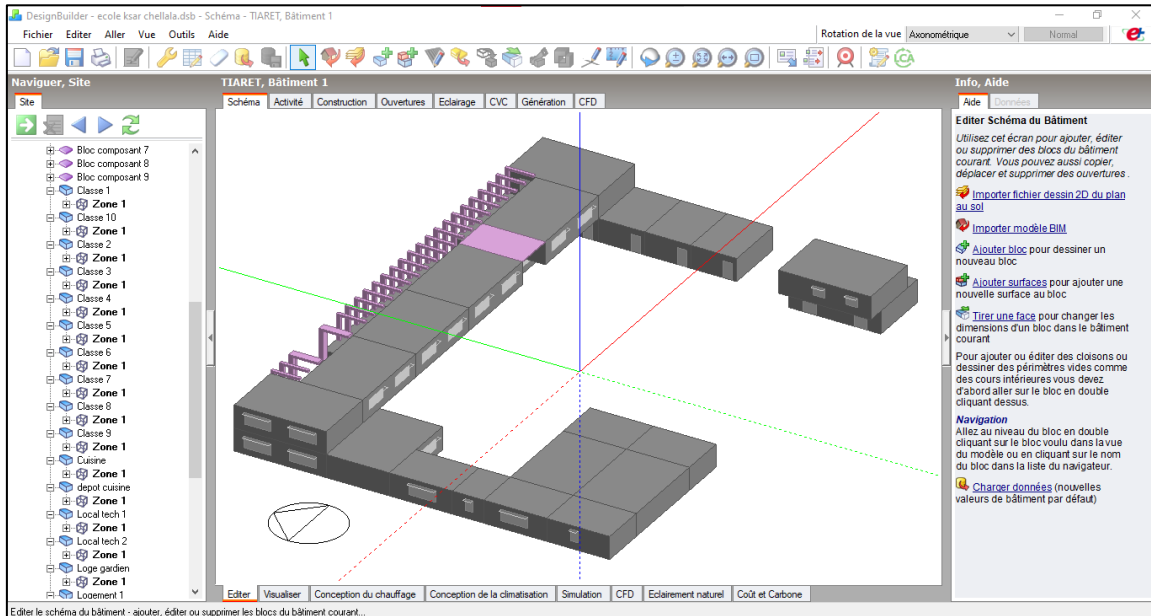 DesignBuilder - ecole ksar chellala.dsb - Schéma - TIARET, Bâtiment 1
Fichier Editer Aller Vue Outils Aide
Rotation de la vue Axonométrique Normal
Naviguer, Site
Site
Bloc composant 7
Bloc composant 8
Bloc composant 9
Classe 1
Zone 1
Classe 10
Zone 1
Classe 2
Zone 1
Classe 3
Zone 1
Classe 4
Zone 1
Classe 5
Zone 1
Classe 6
Zone 1
Classe 7
Zone 1
Classe 8
Zone 1
Classe 9
Zone 1
Cuisine
Zone 1
depot cuisine
Zone 1
Local tech 1
Zone 1
Local tech 2
Zone 1
Loge gardien
Zone 1
Logement 1
TIARET, Bâtiment 1
Schéma Activité Construction Ouvertures Eclairage CVC Génération CFD
Editer Visualiser Conception du chauffage Conception de la climatisation Simulation CFD Eclairement naturel Coût et Carbone
Info, Aide
Aide Données
Editer Schéma du Bâtiment
Utilisez cet écran pour ajouter, éditer
ou supprimer des blocs du bâtiment
courant. Vous pouvez aussi copier,
déplacer et supprimer des ouvertures .
Importer fichier dessin 2D du plan
au sol
Importer modèle BIM
Ajouter bloc pour dessiner un
nouveau bloc
Ajouter surfaces pour ajouter une
nouvelle surface au bloc
Tirer une face pour changer les
dimensions d'un bloc dans le bâtiment
courant
Pour ajouter ou éditer des cloisons ou
dessiner des périmètres vides comme
des cours intérieures vous devez
d'abord aller sur le bloc en double
cliquant dessus.
Navigation
Allez au niveau du bloc en double
cliquant sur le bloc voulu dans la vue
du modèle ou en cliquant sur le nom
du bloc dans la liste du navigateur.
Charger données (nouvelles
valeurs de bâtiment par défaut)
Editer le schéma du bâtiment - ajouter, éditer ou supprimer les blocs du bâtiment courant...